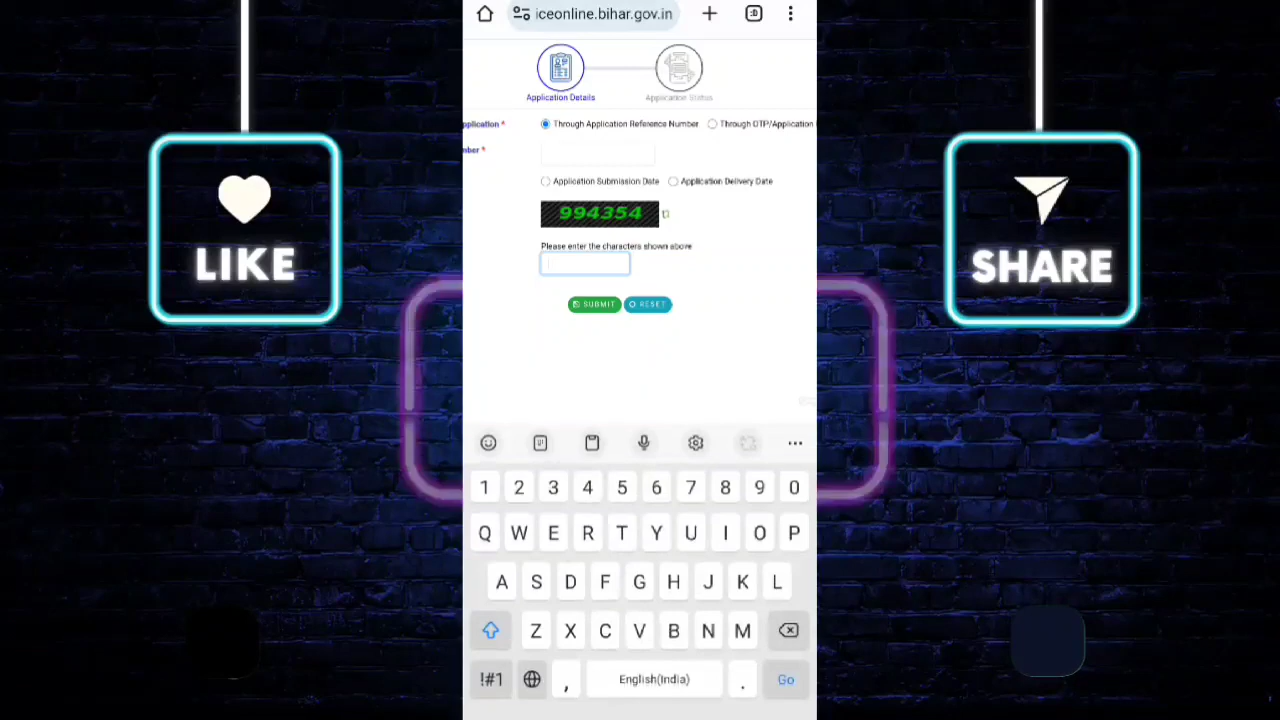 iceonline.bihar.gov.in
:D
Application Details
Application Status
pplication *
Through Application Reference Number
Through OTP/Application
mber *
Application Submission Date
Application Delivery Date
994354
Please enter the characters shown above
SUBMIT
RESET
LIKE
SHARE
1 2 3 4 5 6 7 8 9 0
Q W E R T Y U I O P
A S D F G H J K L
Z X C V B N M
!#1 , English(India) . Go